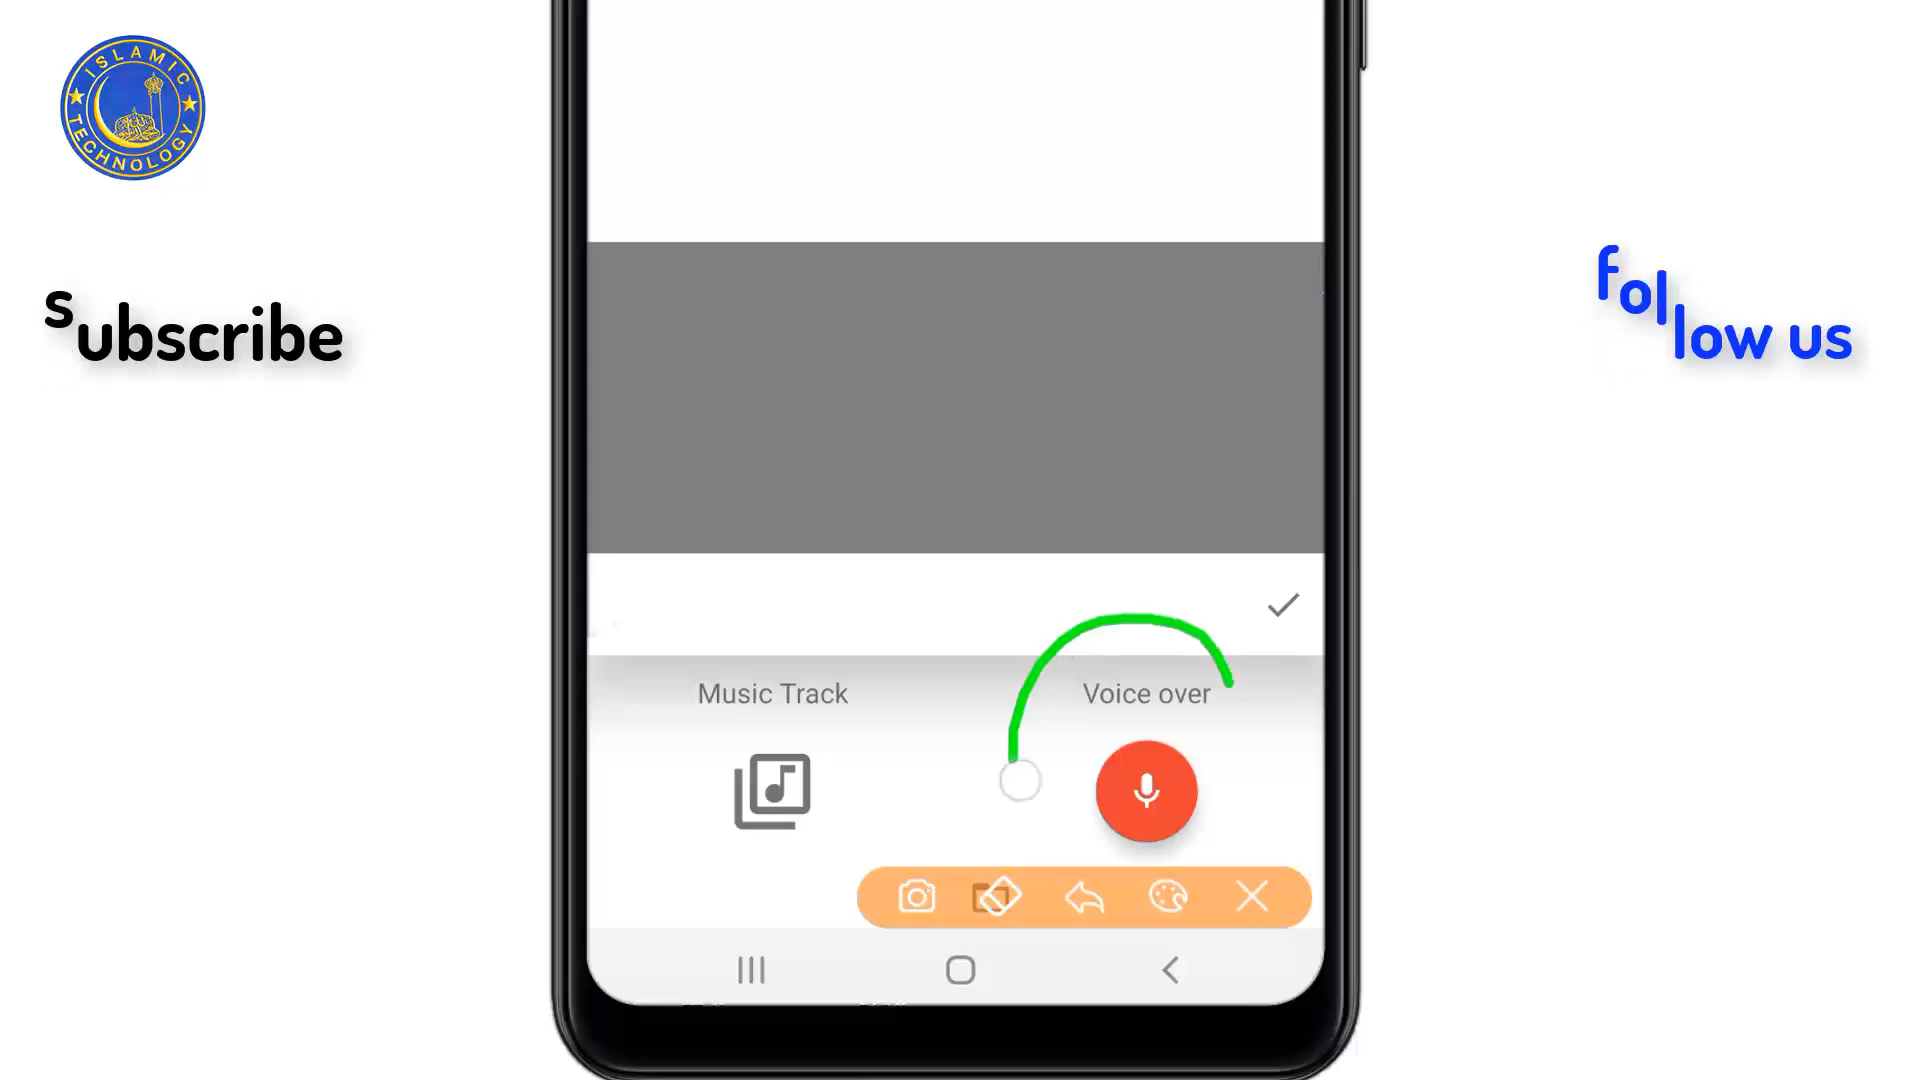 ISLAMIC
TECHNOLOGY
subscribe
follow us
Music Track
Voice over